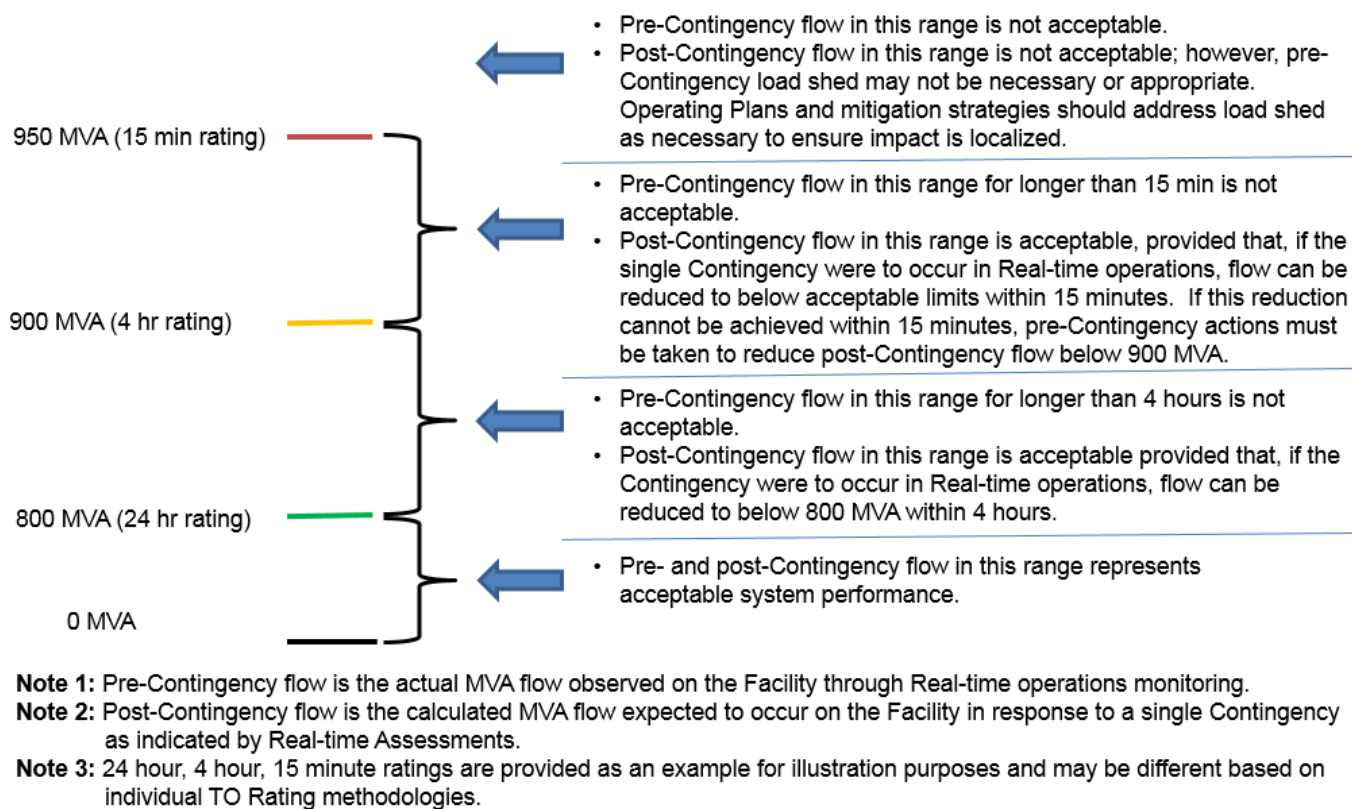 • Pre-Contingency flow in this range is not acceptable.
• Post-Contingency flow in this range is not acceptable; however, pre-
Contingency load shed may not be necessary or appropriate.
Operating Plans and mitigation strategies should address load shed
as necessary to ensure impact is localized.
950 MVA (15 min rating)
• Pre-Contingency flow in this range for longer than 15 min is not
acceptable.
• Post-Contingency flow in this range is acceptable, provided that, if the
single Contingency were to occur in Real-time operations, flow can be
reduced to below acceptable limits within 15 minutes.  If this reduction
cannot be achieved within 15 minutes, pre-Contingency actions must
be taken to reduce post-Contingency flow below 900 MVA.
900 MVA (4 hr rating)
• Pre-Contingency flow in this range for longer than 4 hours is not
acceptable.
• Post-Contingency flow in this range is acceptable provided that, if the
Contingency were to occur in Real-time operations, flow can be
reduced to below 800 MVA within 4 hours.
800 MVA (24 hr rating)
• Pre- and post-Contingency flow in this range represents
acceptable system performance.
0 MVA
Note 1: Pre-Contingency flow is the actual MVA flow observed on the Facility through Real-time operations monitoring.
Note 2: Post-Contingency flow is the calculated MVA flow expected to occur on the Facility in response to a single Contingency
as indicated by Real-time Assessments.
Note 3: 24 hour, 4 hour, 15 minute ratings are provided as an example for illustration purposes and may be different based on
individual TO Rating methodologies.